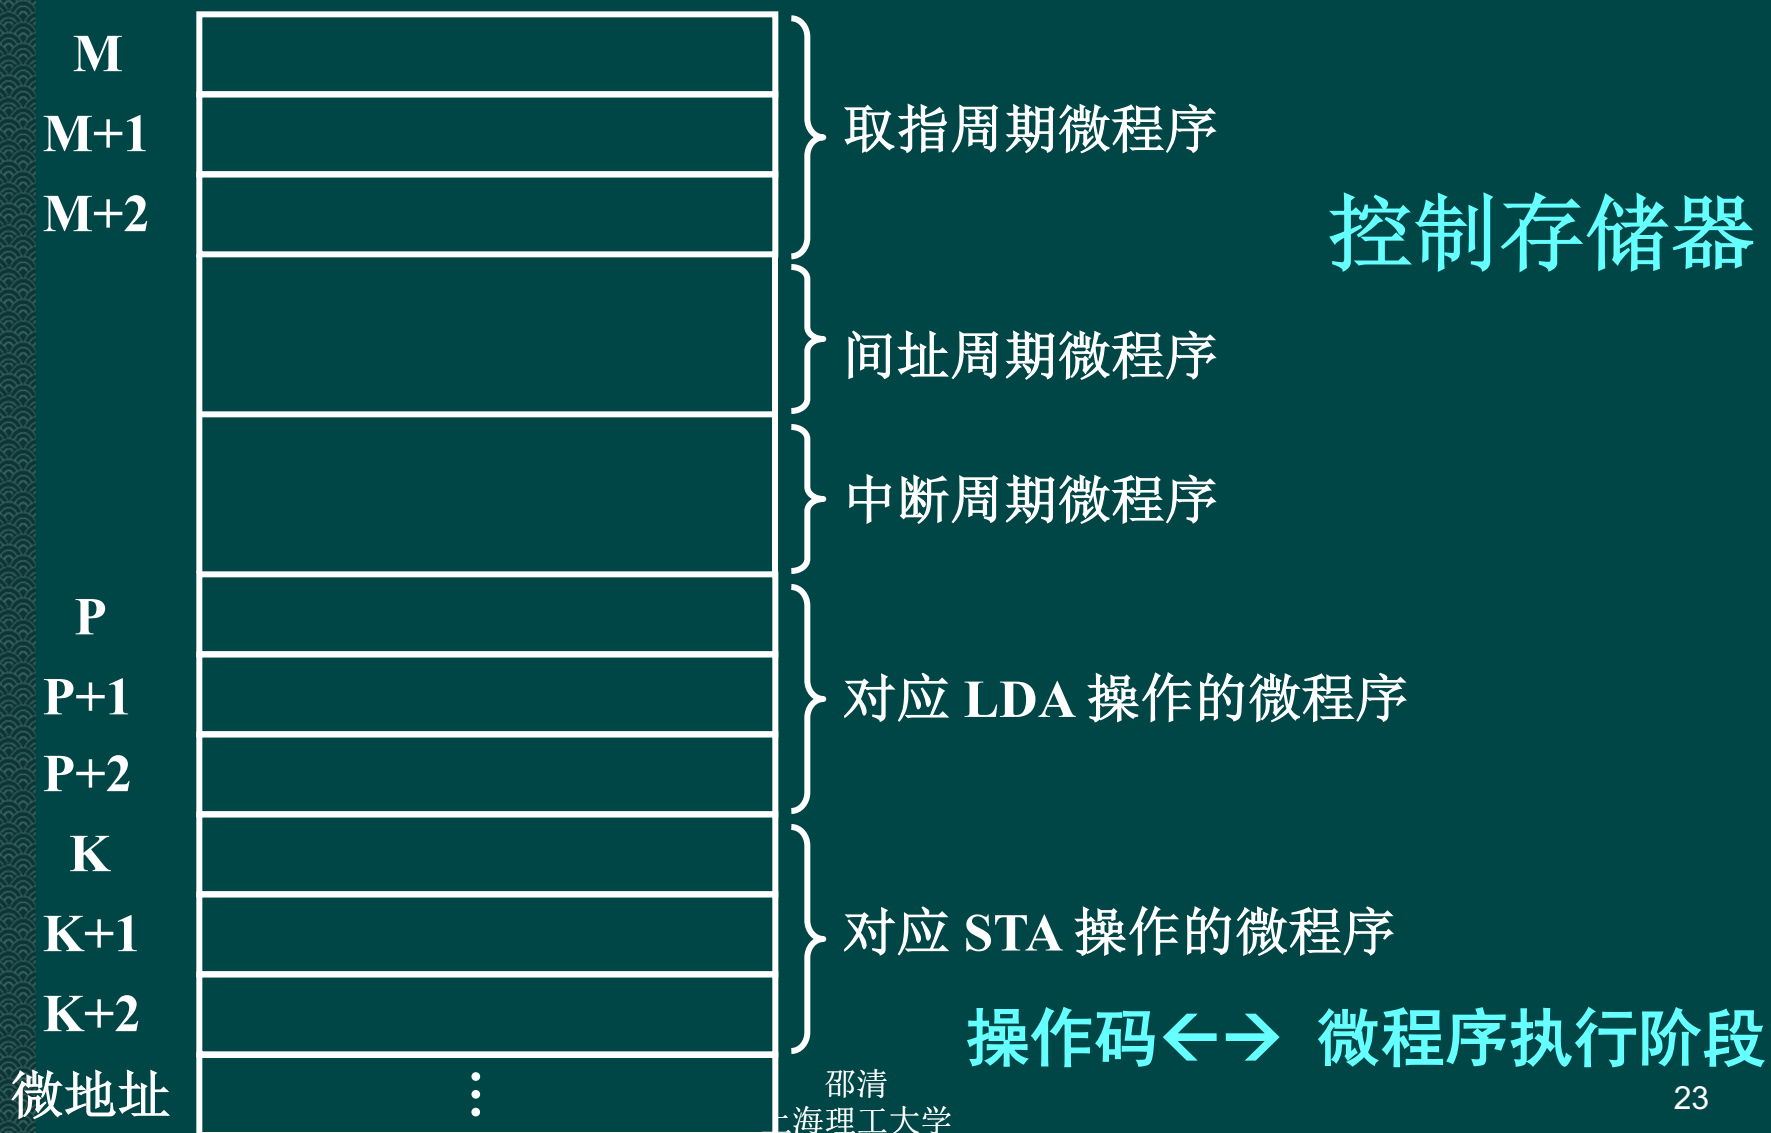 M
M+1
取指周期微程序
M+2
控制存储器
间址周期微程序
中断周期微程序
P
P+1
对应 LDA 操作的微程序
P+2
K
K+1
对应 STA 操作的微程序
K+2
操作码←→ 微程序执行阶段
微地址
⋮
邵清
上海理工大学
23